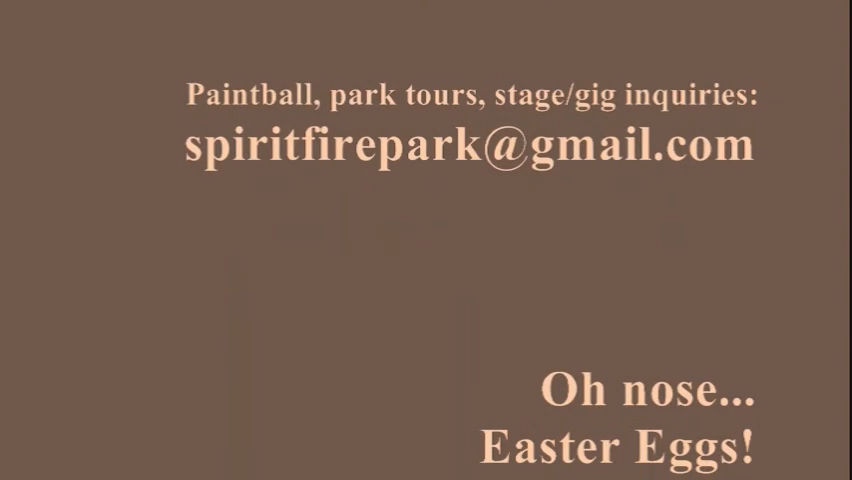 Paintball, park tours, stage/gig inquiries:
spiritfirepark@gmail.com
Oh nose...
Easter Eggs!